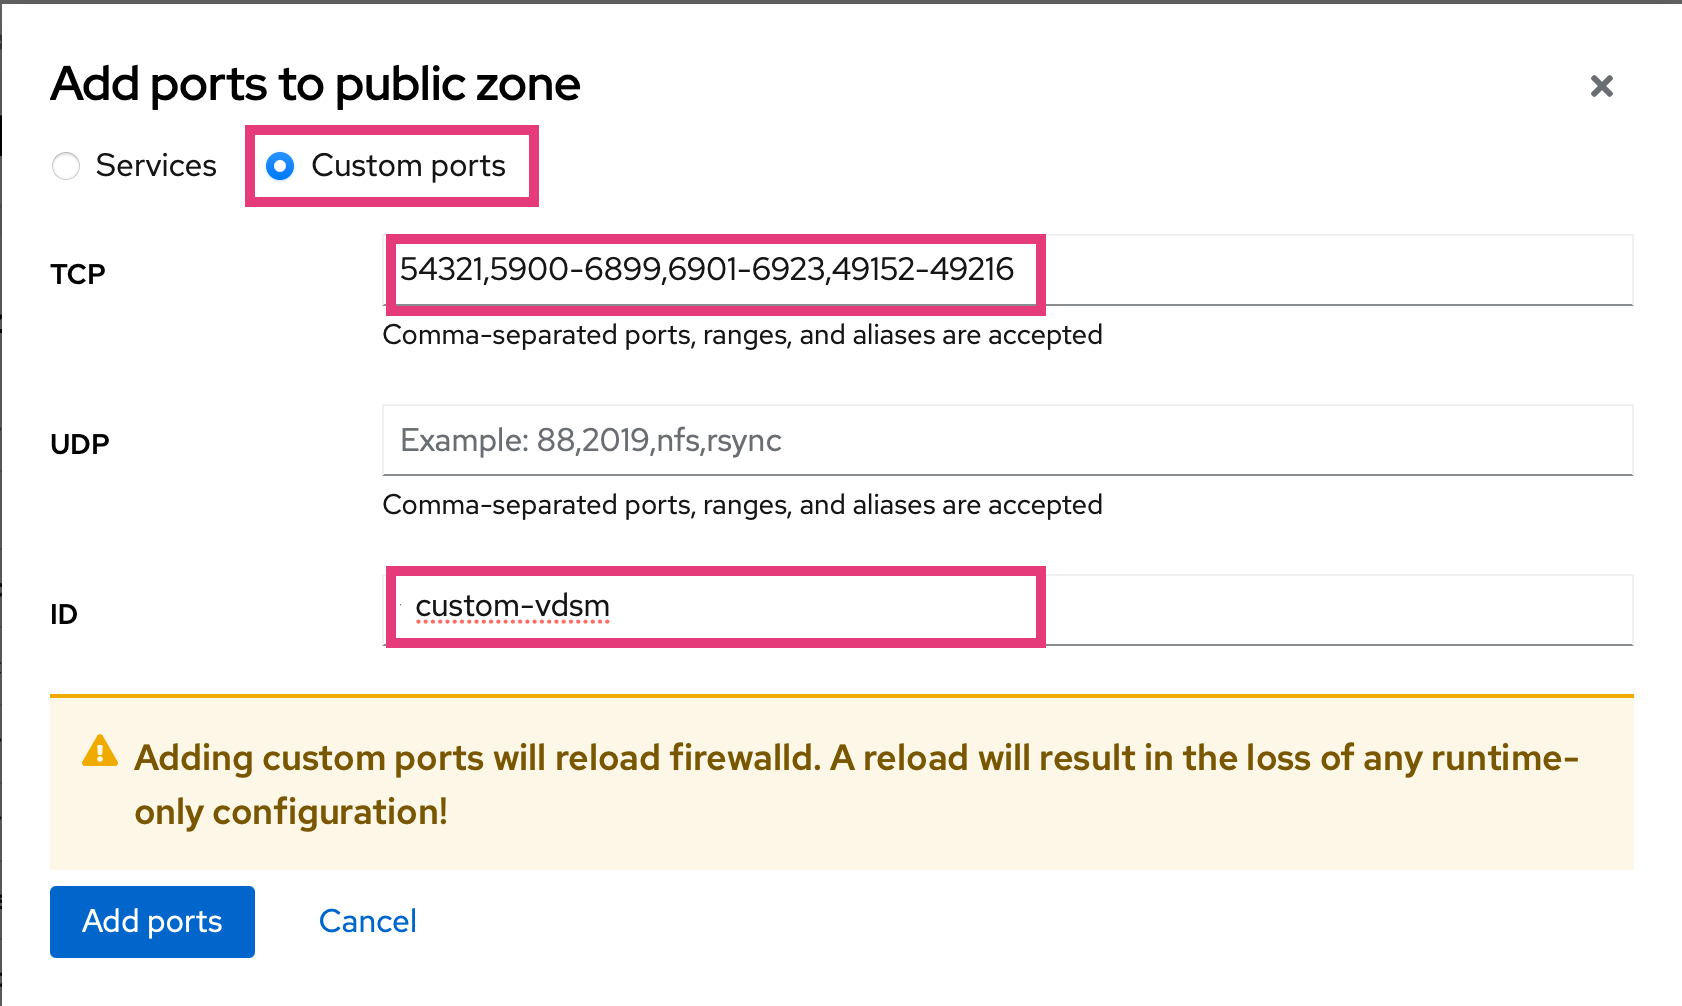 Add ports to public zone
Services Custom ports
TCP 54321,5900-6899,6901-6923,49152-49216
Comma-separated ports, ranges, and aliases are accepted
UDP Example: 88,2019,nfs,rsync
Comma-separated ports, ranges, and aliases are accepted
ID custom-vdsm
Adding custom ports will reload firewalld. A reload will result in the loss of any runtime-
only configuration!
Add ports Cancel